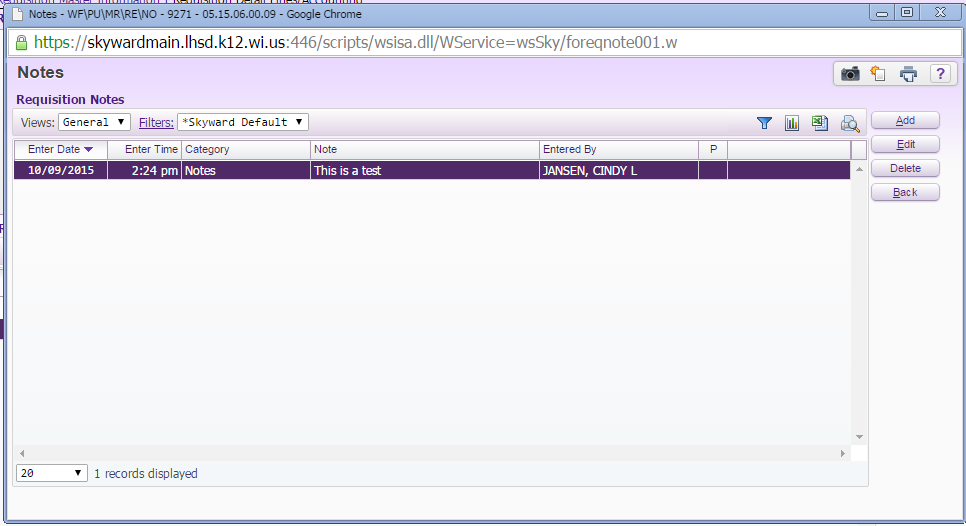 Notes - WF\PU\MR\RE\NO - 9271 - 05.15.06.00.09 - Google Chrome
https://skywardmain.lhsd.k12.wi.us:446/scripts/wsisa.dll/WService=wsSky/foreqnote001.w
Notes
?
Requisition Notes
Views: General Filters: *Skyward Default
Add
Enter Date Enter Time Category Note Entered By P
Edit
10/09/2015 2:24 pm Notes This is a test JANSEN, CINDY L
Delete
Back
20 1 records displayed